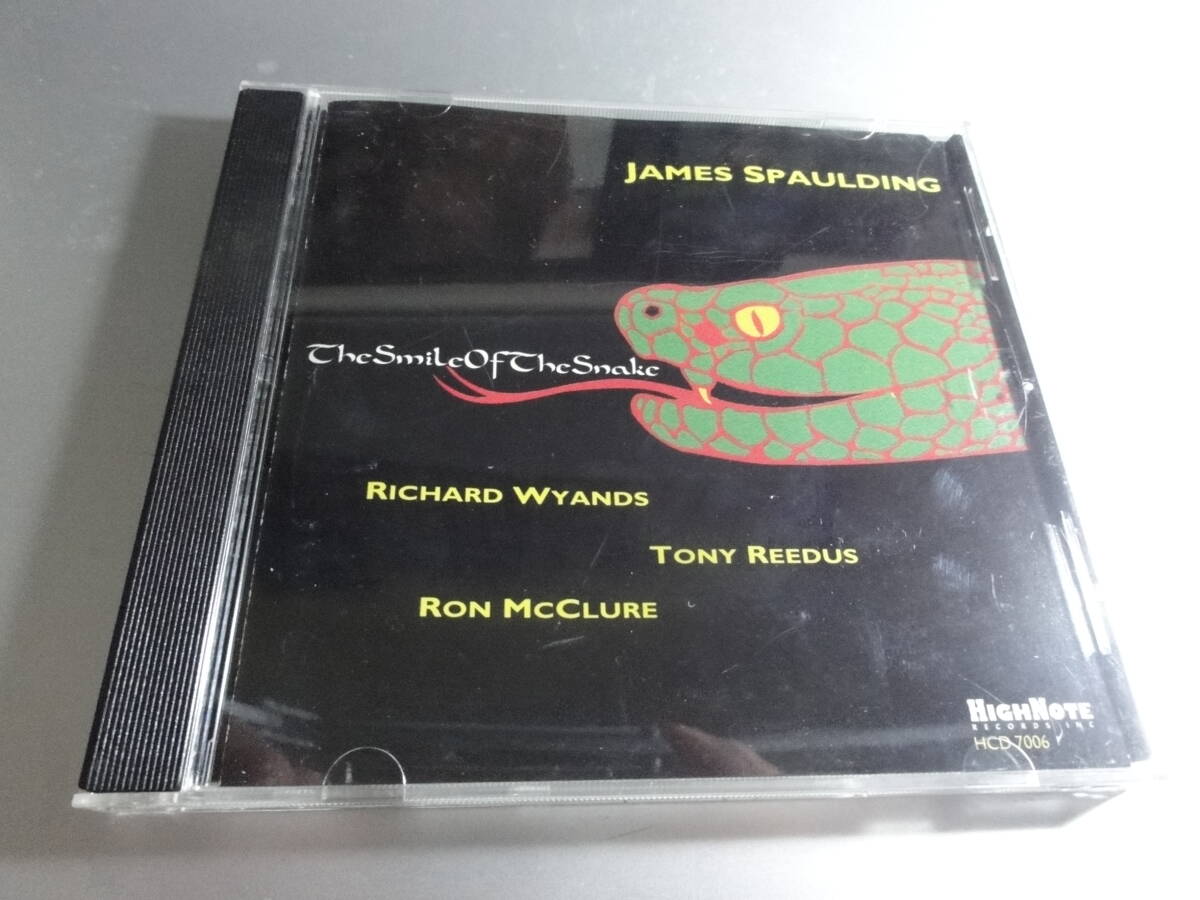 JAMES SPAULDING
TheSmileOfTheSnake
RICHARD WYANDS
TONY REEDUS
RON MCCLURE
HIGHNOTE
RECORDS INC
HCD 7006